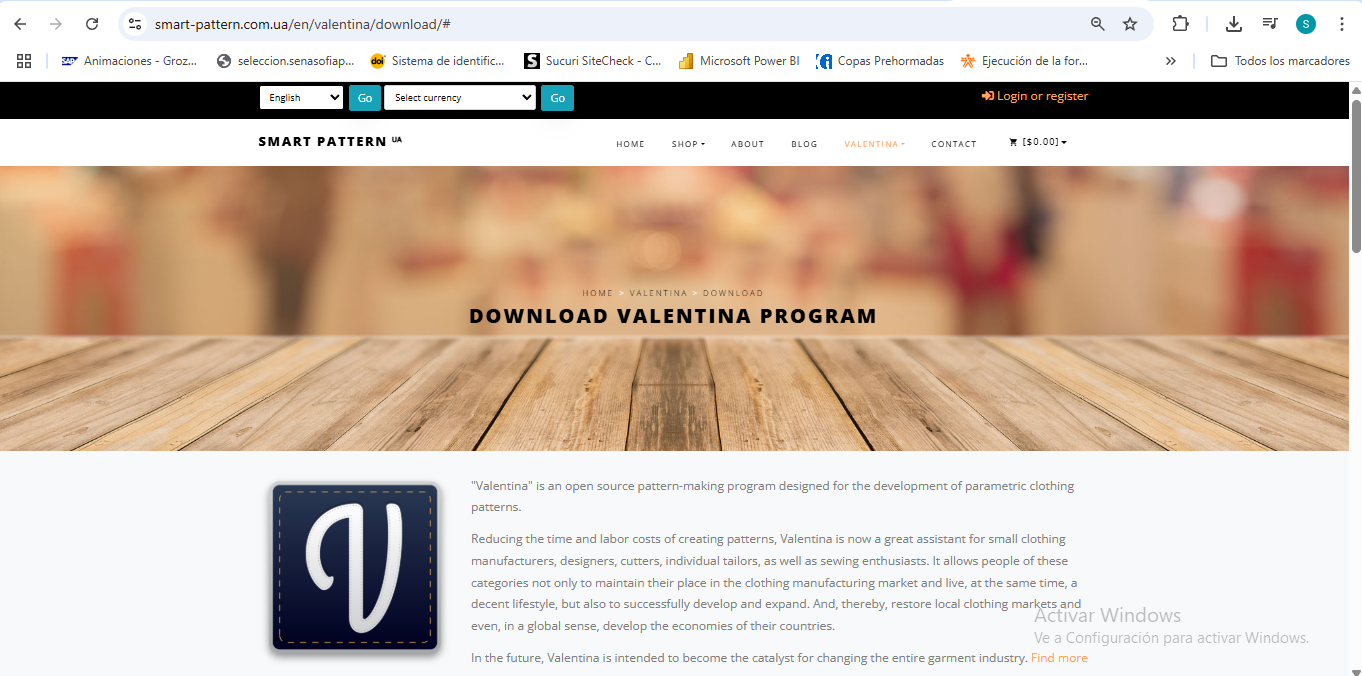 smart-pattern.com.ua/en/valentina/download/#
S
SAP Animaciones - Groz...
seleccion.senasofiap...
doi Sistema de identific...
S Sucuri SiteCheck - C...
Microsoft Power BI
Copas Prehormadas
Ejecución de la for...
»
Todos los marcadores
English
Go
Select currency
Go
Login or register
SMART PATTERN UA
HOME
SHOP
ABOUT
BLOG
VALENTINA
CONTACT
[$0.00]
HOME > VALENTINA > DOWNLOAD
DOWNLOAD VALENTINA PROGRAM
V
"Valentina" is an open source pattern-making program designed for the development of parametric clothing
patterns.
Reducing the time and labor costs of creating patterns, Valentina is now a great assistant for small clothing
manufacturers, designers, cutters, individual tailors, as well as sewing enthusiasts. It allows people of these
categories not only to maintain their place in the clothing manufacturing market and live, at the same time, a
decent lifestyle, but also to successfully develop and expand. And, thereby, restore local clothing markets and
even, in a global sense, develop the economies of their countries.
In the future, Valentina is intended to become the catalyst for changing the entire garment industry. Find more
Activar Windows
Ve a Configuración para activar Windows.